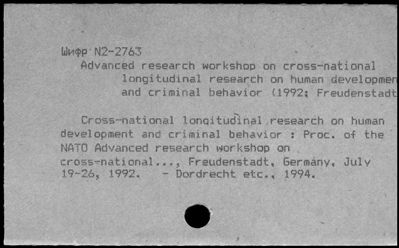 Шифр N2-2763
Advanced research workshop on cross-national
longitudinal research on human developmen
and criminal behavior (1992; Freudenstadt
Cross-national longitudinal research on human
development and criminal behavior : Proc. of the
NATO Advanced research workshop on
cross-national..., Freudenstadt, Germany, July
19-26, 1992. - Dordrecht etc., 1994.